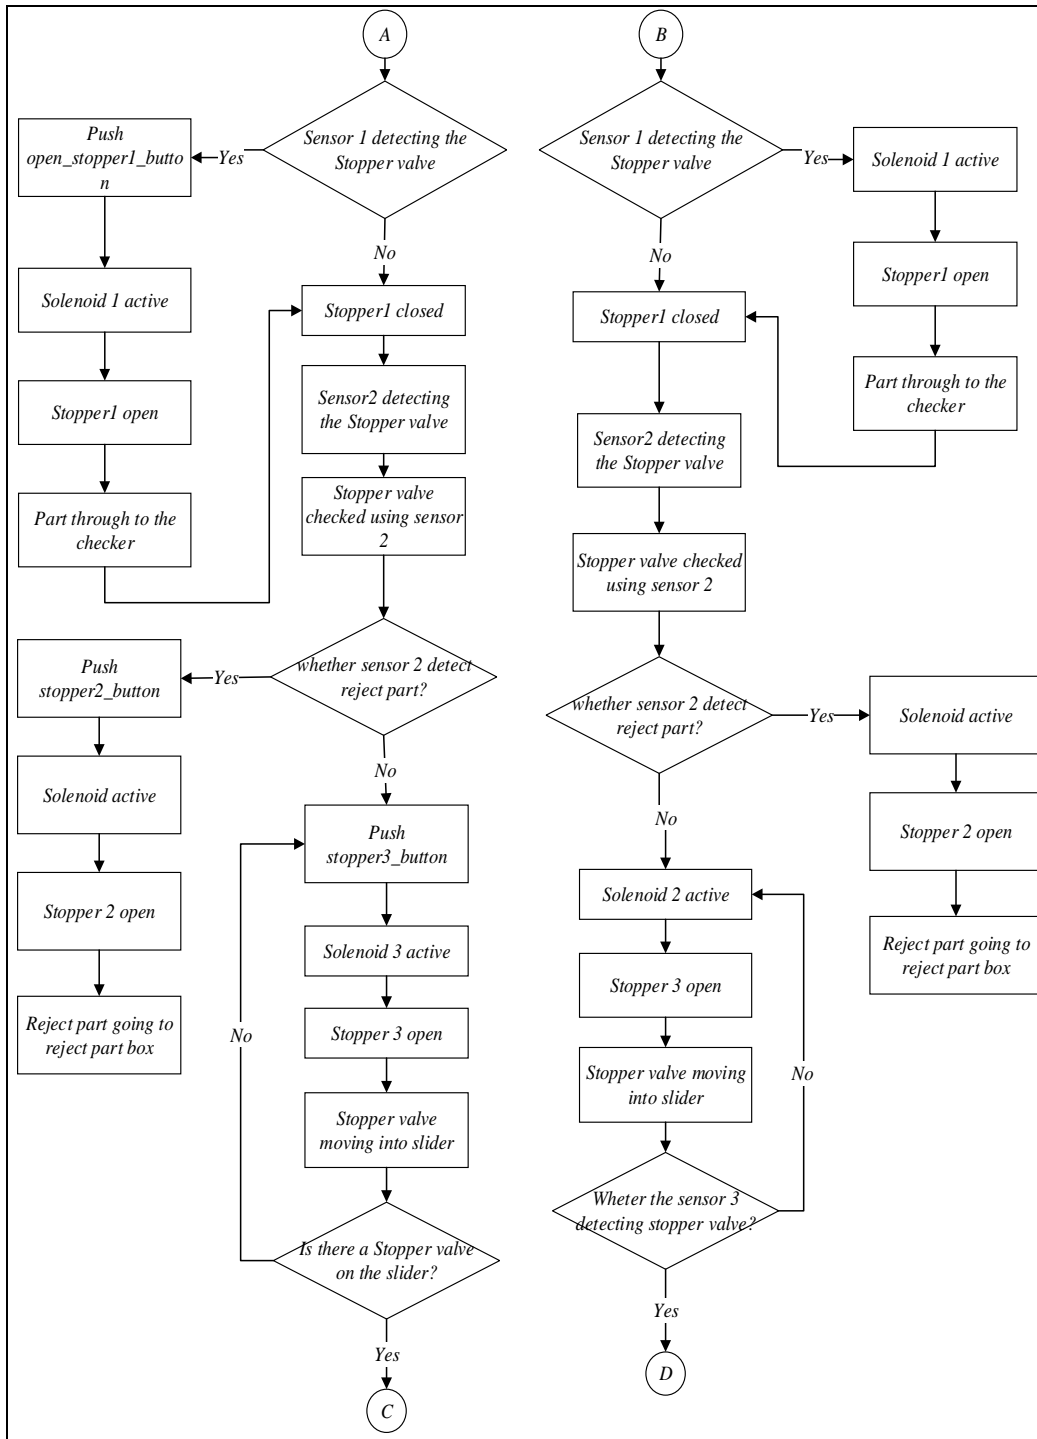 A
Sensor 1 detecting the
Stopper valve
Yes
Push
open_stopper1_butto
n
Solenoid 1 active
Stopper1 open
Part through to the
checker
No
Stopper1 closed
Sensor2 detecting
the Stopper valve
Stopper valve
checked using sensor
2
whether sensor 2 detect
reject part?
Yes
Push
stopper2_button
Solenoid active
Stopper 2 open
Reject part going to
reject part box
No
Push
stopper3_button
Solenoid 3 active
Stopper 3 open
Stopper valve
moving into slider
Is there a Stopper valve
on the slider?
No
Yes
C
B
Sensor 1 detecting the
Stopper valve
Yes
Solenoid 1 active
Stopper1 open
Part through to the
checker
No
Stopper1 closed
Sensor2 detecting
the Stopper valve
Stopper valve checked
using sensor 2
whether sensor 2 detect
reject part?
Yes
Solenoid active
Stopper 2 open
Reject part going to
reject part box
No
Solenoid 2 active
Stopper 3 open
Stopper valve moving
into slider
Wheter the sensor 3
detecting stopper valve?
No
Yes
D